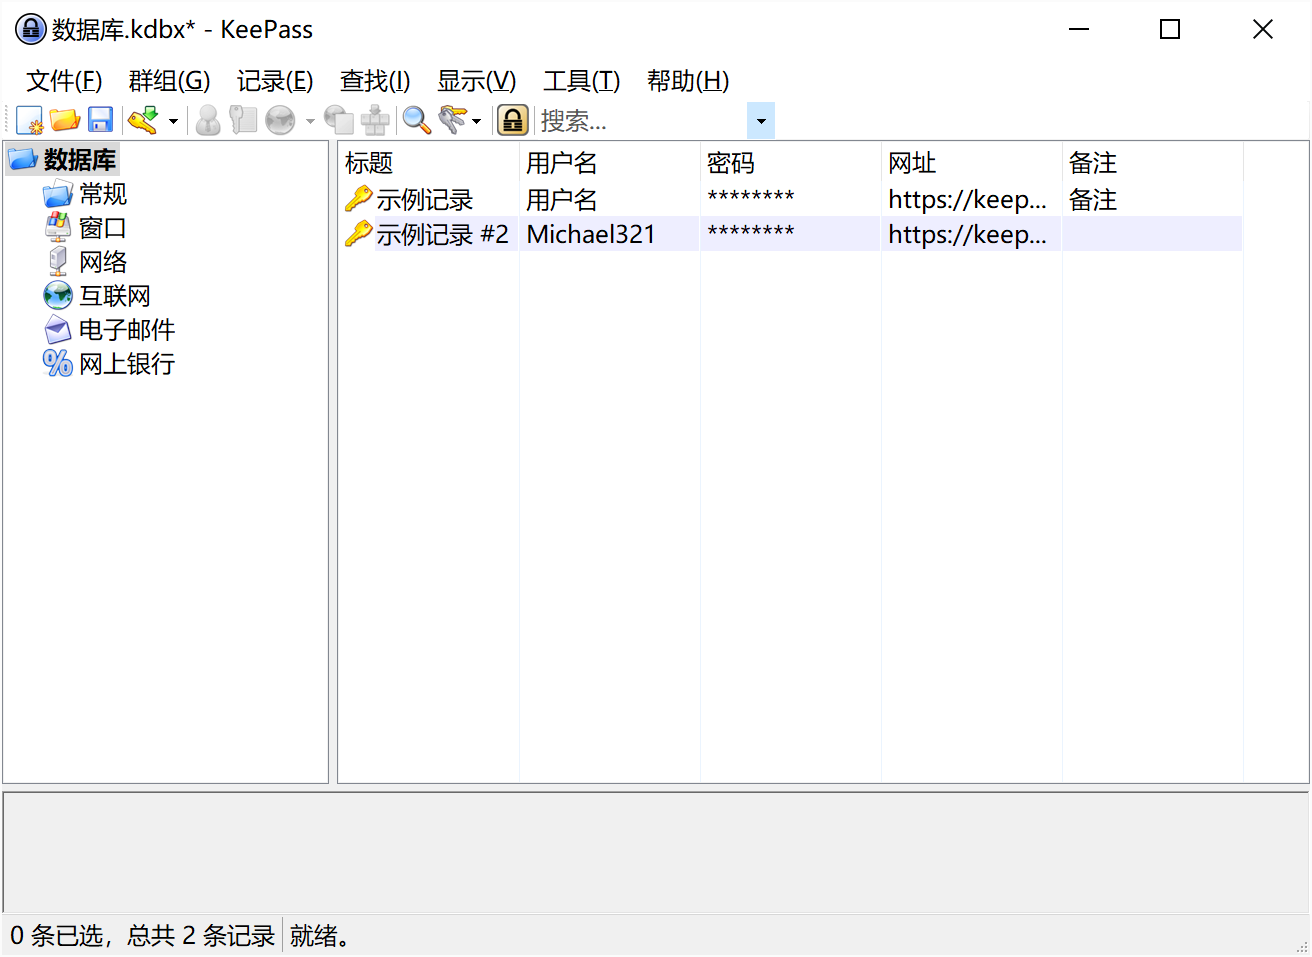 数据库.kdbx* - KeePass
文件(F) 群组(G) 记录(E) 查找(I) 显示(V) 工具(T) 帮助(H)
搜索...
数据库
常规
窗口
网络
互联网
电子邮件
网上银行
标题 用户名 密码 网址 备注
示例记录 用户名 ******** https://keep... 备注
示例记录 #2 Michael321 ******** https://keep...
0 条已选，总共 2 条记录 就绪。